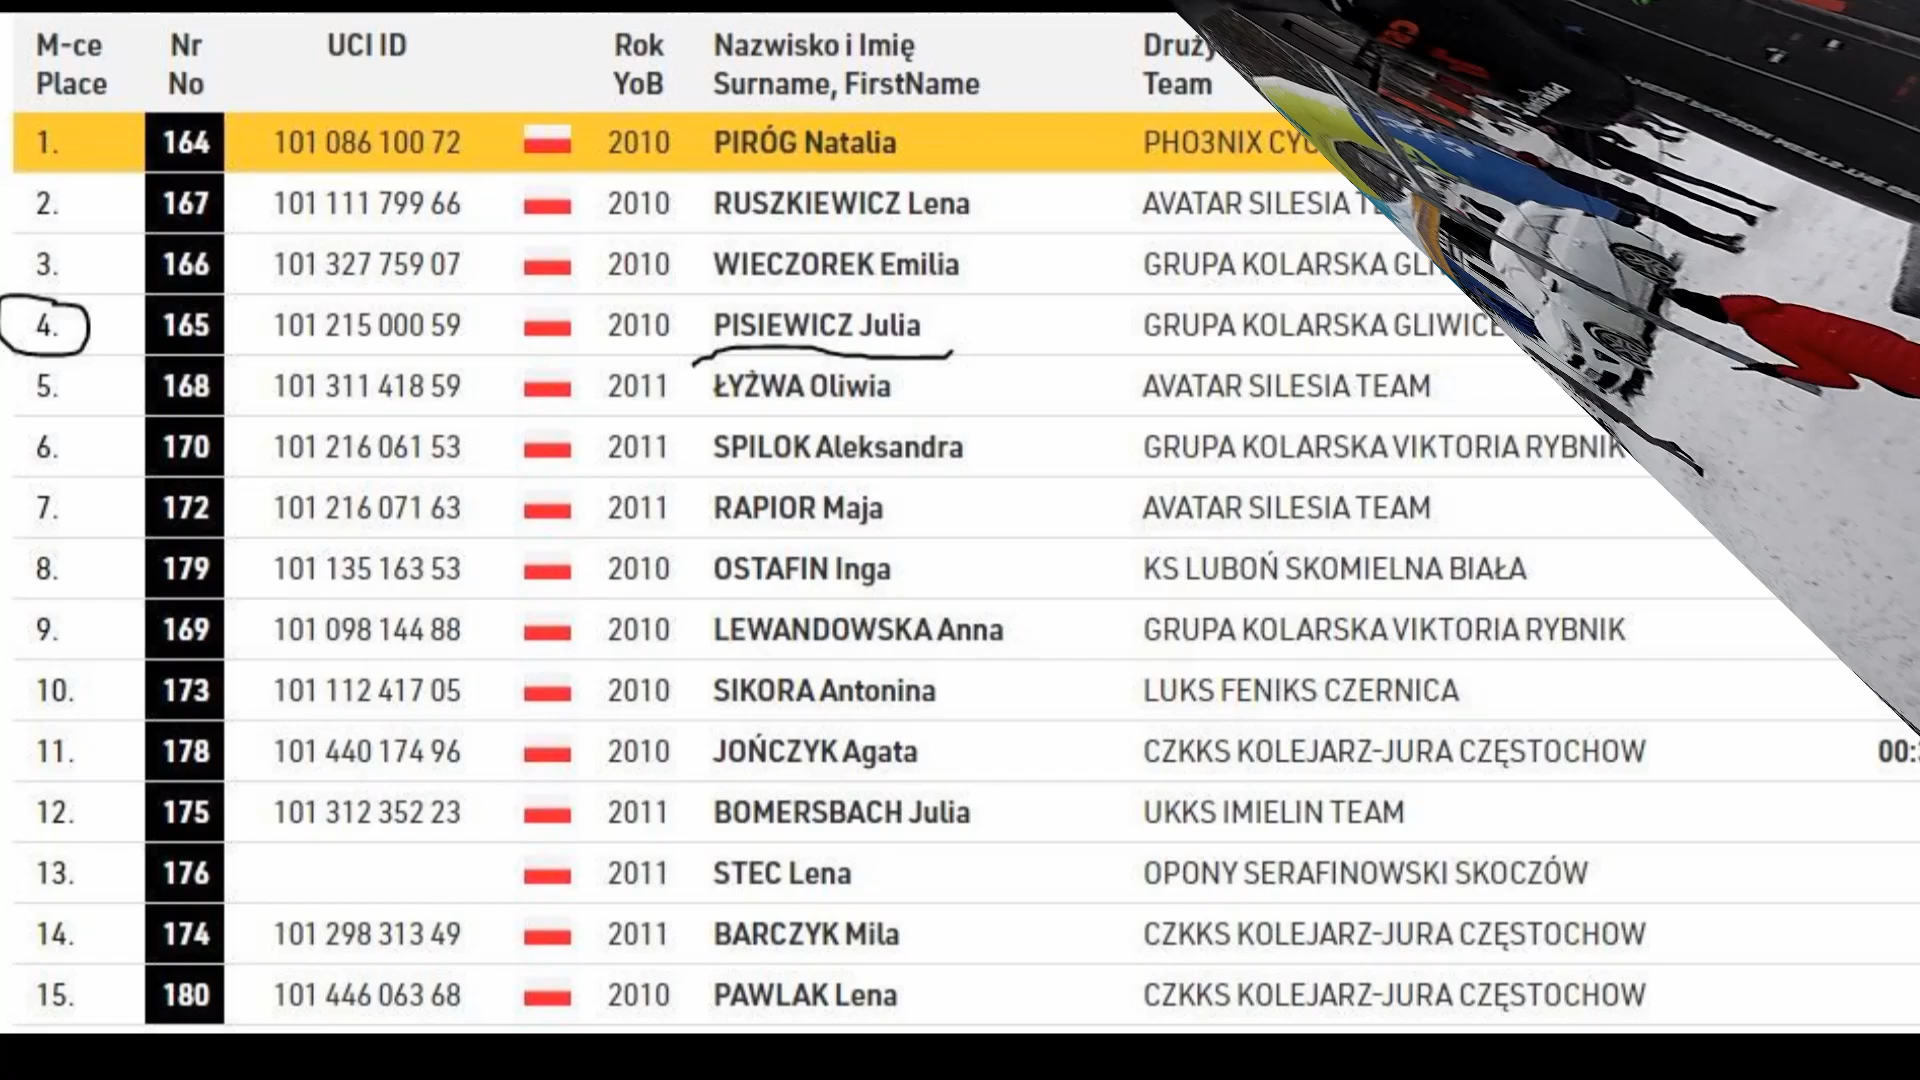 M-ce Nr UCI ID Rok Nazwisko i Imię
Place No YoB Surname, FirstName Team
1. 164 101 086 100 72 2010 PIRÓG Natalia PHO3NIX
2. 167 101 111 799 66 2010 RUSZKIEWICZ Lena AVATAR SILESIA
3. 166 101 327 759 07 2010 WIECZOREK Emilia GRUPA KOLARSKA
4. 165 101 215 000 59 2010 PISIEWICZ Julia GRUPA KOLARSKA GLIWICE
5. 168 101 311 418 59 2011 ŁYŻWA Oliwia AVATAR SILESIA TEAM
6. 170 101 216 061 53 2011 SPILOK Aleksandra GRUPA KOLARSKA VIKTORIA RYBNIK
7. 172 101 216 071 63 2011 RAPIOR Maja AVATAR SILESIA TEAM
8. 179 101 135 163 53 2010 OSTAFIN Inga KS LUBOŃ SKOMIELNA BIAŁA
9. 169 101 098 144 88 2010 LEWANDOWSKA Anna GRUPA KOLARSKA VIKTORIA RYBNIK
10. 173 101 112 417 05 2010 SIKORA Antonina LUKS FENIKS CZERNICA
11. 178 101 440 174 96 2010 JOŃCZYK Agata CZKKS KOLEJARZ-JURA CZĘSTOCHOW 00:
12. 175 101 312 352 23 2011 BOMERSBACH Julia UKKS IMIELIN TEAM
13. 176 2011 STEC Lena OPONY SERAFINOWSKI SKOCZÓW
14. 174 101 298 313 49 2011 BARCZYK Mila CZKKS KOLEJARZ-JURA CZĘSTOCHOW
15. 180 101 446 063 68 2010 PAWLAK Lena CZKKS KOLEJARZ-JURA CZĘSTOCHOW